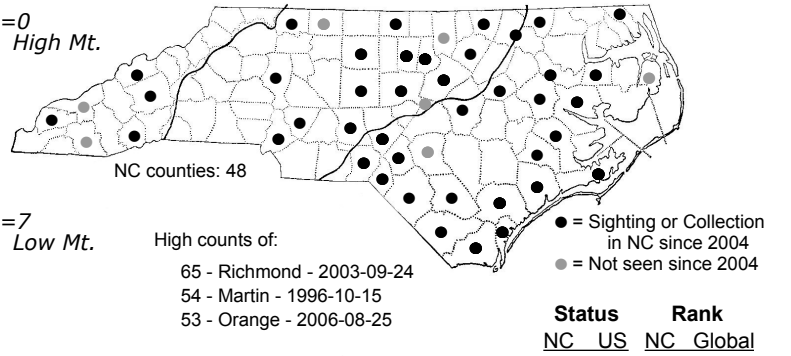 =0
High Mt.
NC counties: 48
=7
Low Mt.
High counts of:
65 - Richmond - 2003-09-24
54 - Martin - 1996-10-15
53 - Orange - 2006-08-25
= Sighting or Collection
in NC since 2004
= Not seen since 2004
Status Rank
NC US NC Global